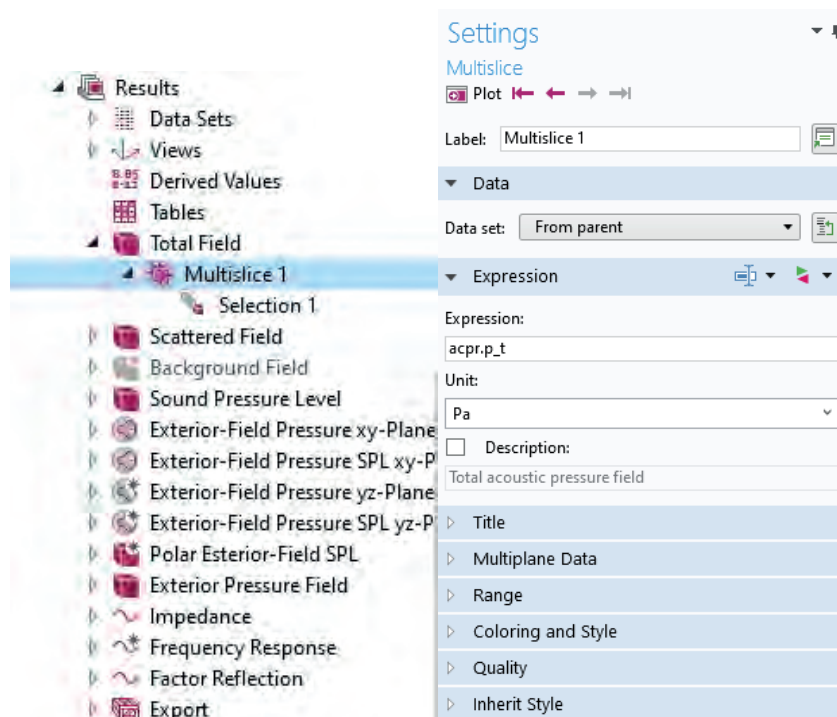 Results
Data Sets
Views
8.85
e-12
Derived Values
Tables
Total Field
Multislice 1
Selection 1
Scattered Field
Background Field
Sound Pressure Level
Exterior-Field Pressure xy-Plane
Exterior-Field Pressure SPL xy-P
Exterior-Field Pressure yz-Plane
Exterior-Field Pressure SPL yz-P
Polar Esterior-Field SPL
Exterior Pressure Field
Impedance
Frequency Response
Factor Reflection
Export
Settings
Multislice
Plot
Label: Multislice 1
Data
Data set: From parent
Expression
Expression:
acpr.p_t
Unit:
Pa
Description:
Total acoustic pressure field
Title
Multiplane Data
Range
Coloring and Style
Quality
Inherit Style